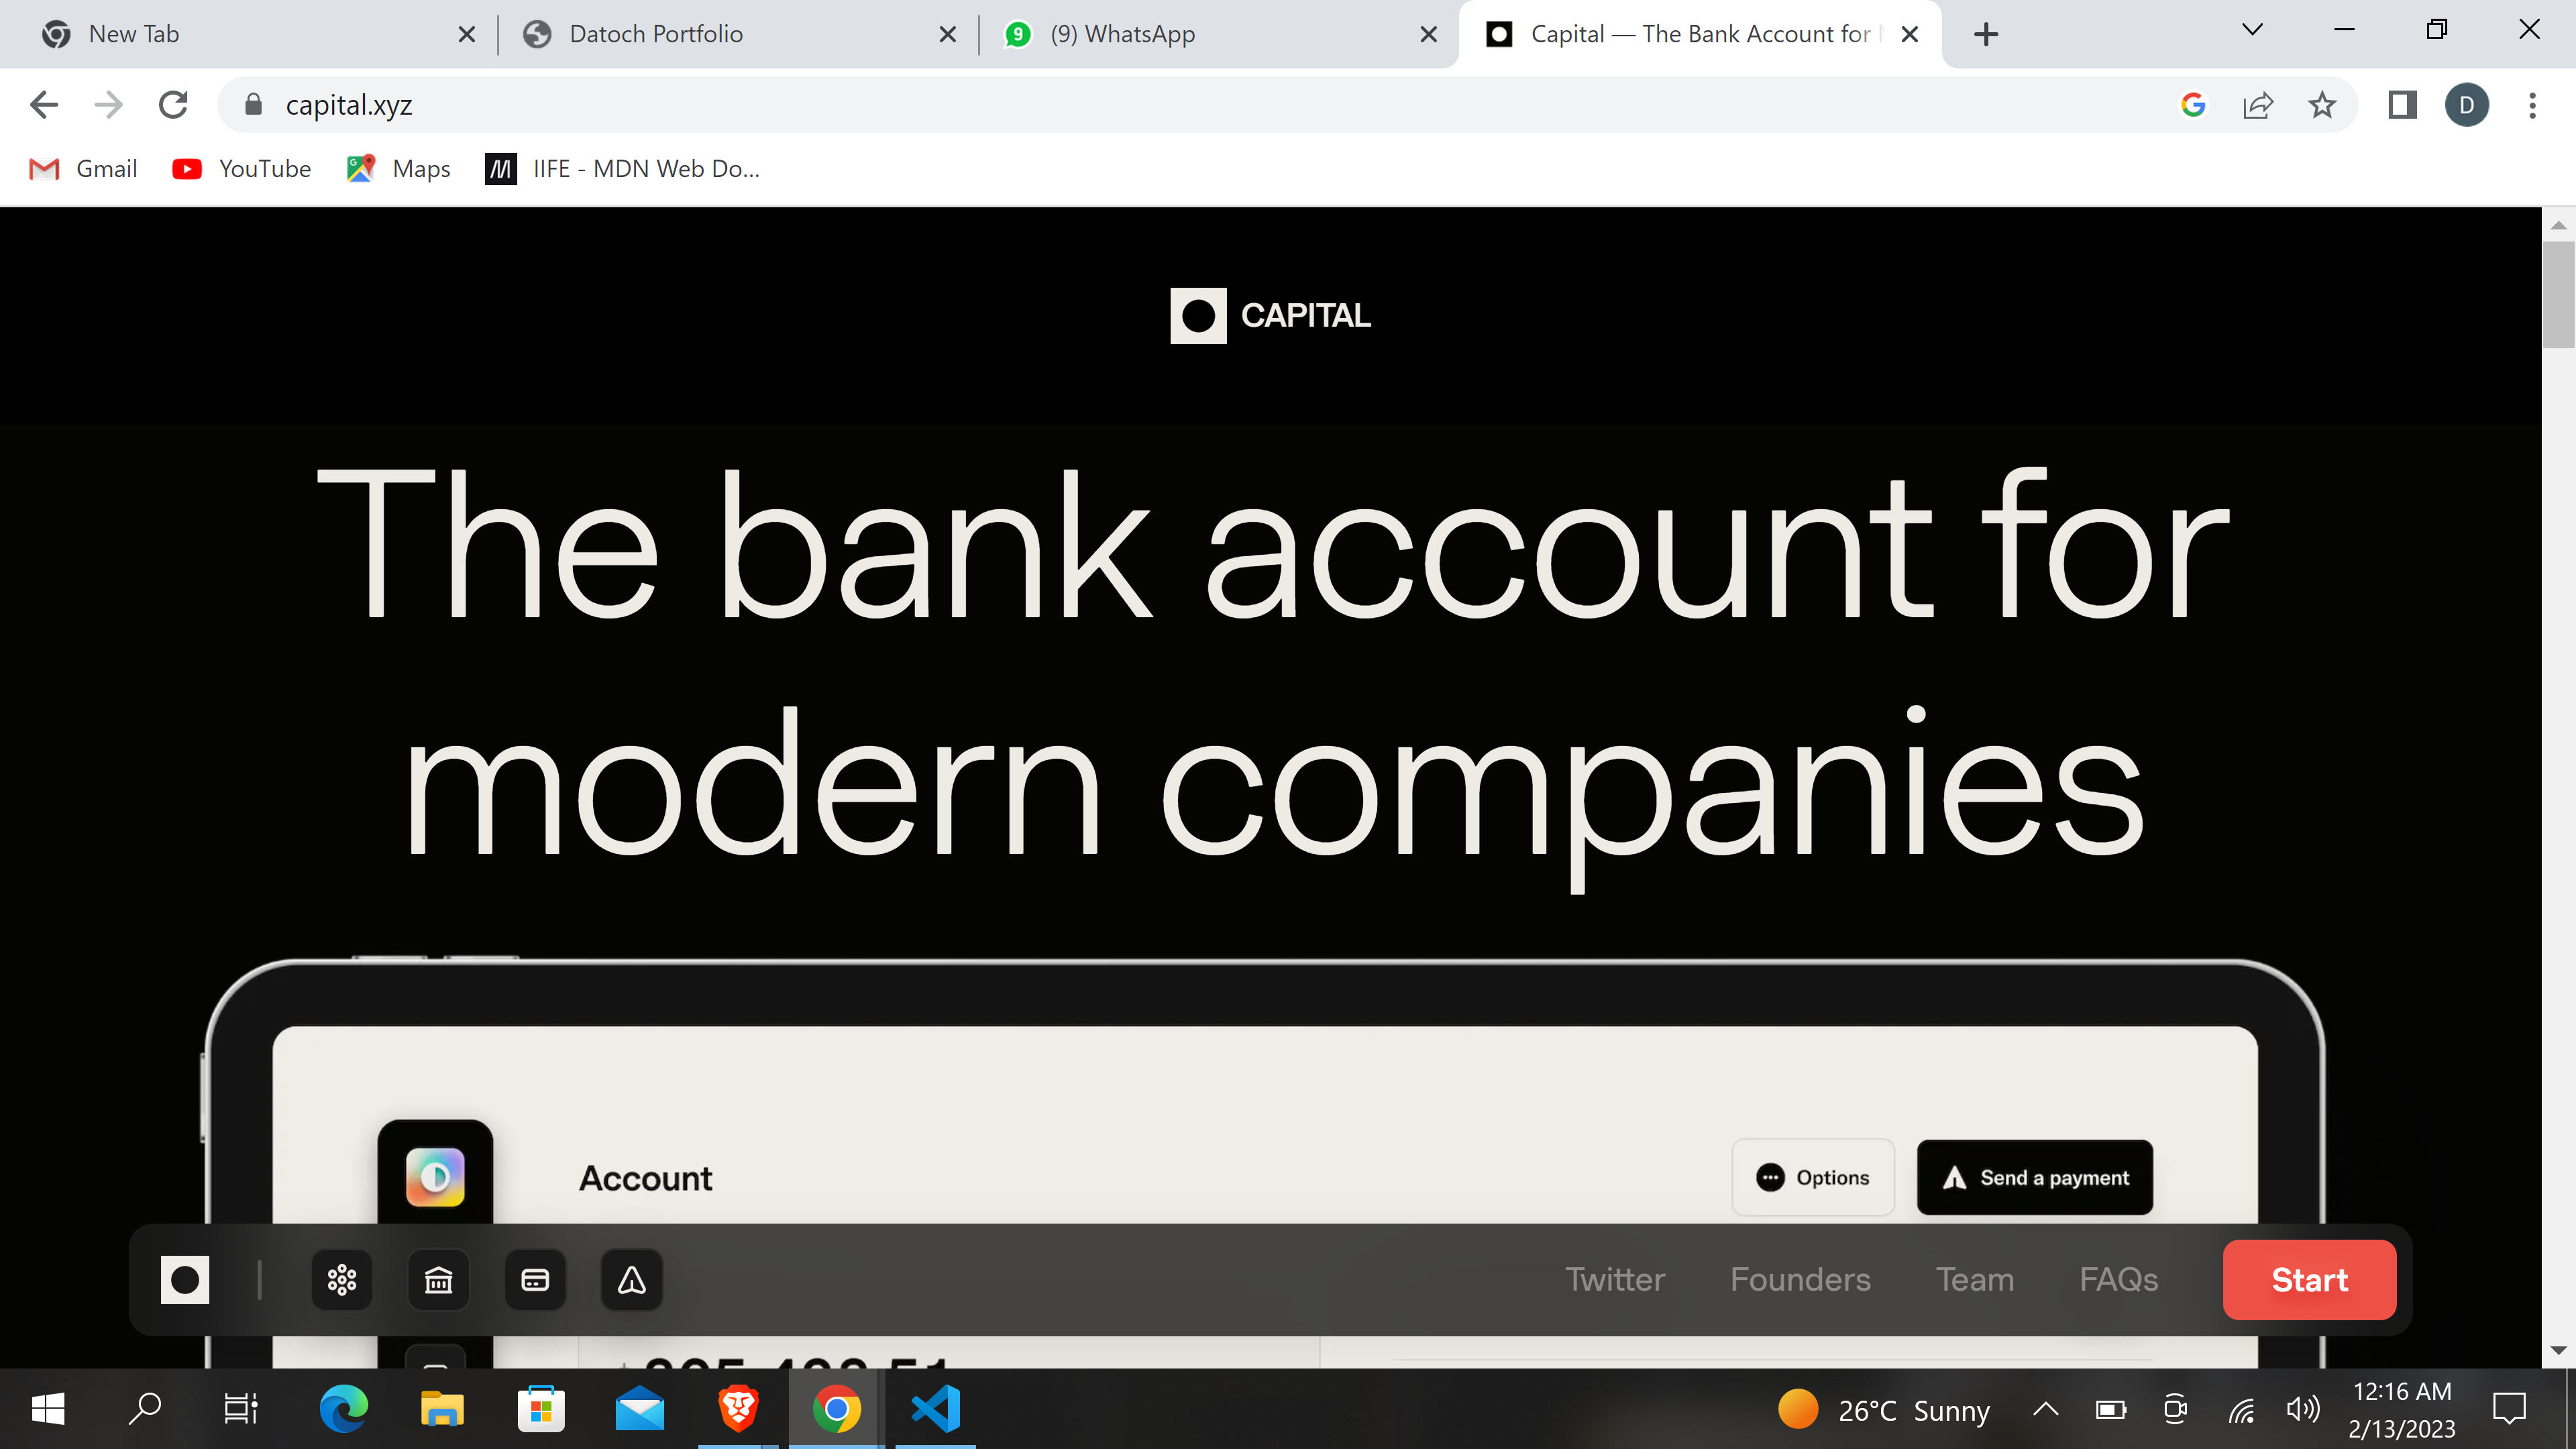 New Tab
Datoch Portfolio
9
(9) WhatsApp
Capital — The Bank Account for
capital.xyz
D
Gmail
YouTube
Maps
IIFE - MDN Web Do...
CAPITAL
The bank account for
modern companies
Account
Options
Send a payment
Twitter
Founders
Team
FAQs
Start
26°C Sunny
12:16 AM
2/13/2023